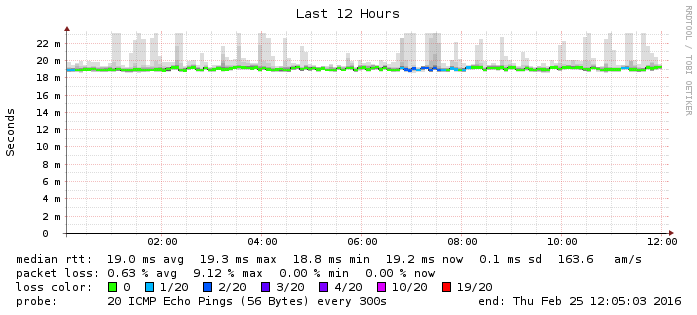 Last 12 Hours
RRDTOOL / TOBI OETIKER
Seconds
22 m
20 m
18 m
16 m
14 m
12 m
10 m
8 m
6 m
4 m
2 m
0
02:00 04:00 06:00 08:00 10:00 12:00
median rtt: 19.0 ms avg 19.3 ms max 18.8 ms min 19.2 ms now 0.1 ms sd 163.6 am/s
packet loss: 0.63 % avg 9.12 % max 0.00 % min 0.00 % now
loss color: 0 1/20 2/20 3/20 4/20 10/20 19/20
probe: 20 ICMP Echo Pings (56 Bytes) every 300s end: Thu Feb 25 12:05:03 2016